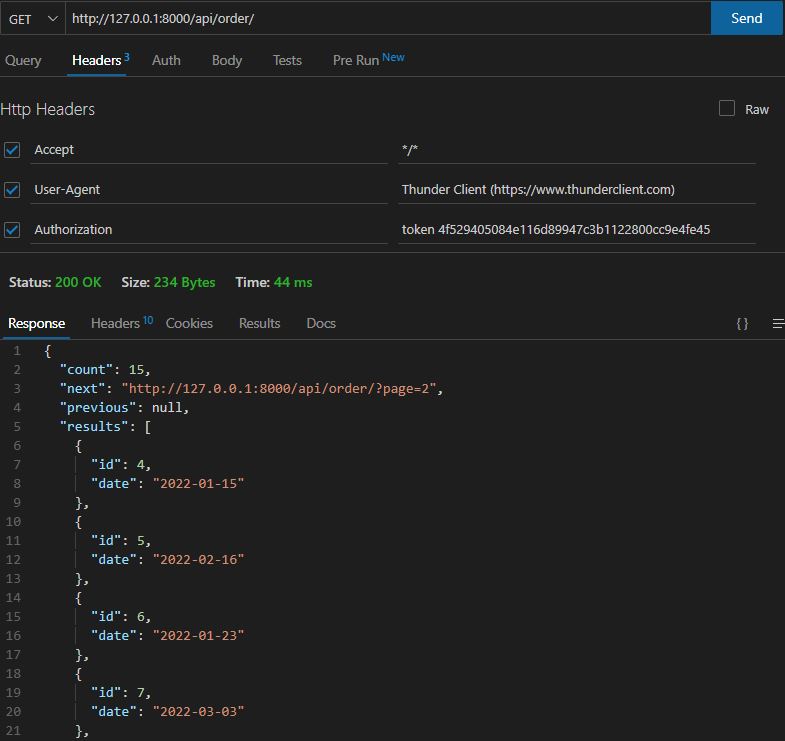 GET http://127.0.0.1:8000/api/order/ Send
Query Headers 3 Auth Body Tests Pre Run New
Http Headers Raw
Accept */*
User-Agent Thunder Client (https://www.thunderclient.com)
Authorization token 4f529405084e116d89947c3b1122800cc9e4fe45
Status: 200 OK Size: 234 Bytes Time: 44 ms
Response Headers 10 Cookies Results Docs {}
1 {
2 "count": 15,
3 "next": "http://127.0.0.1:8000/api/order/?page=2",
4 "previous": null,
5 "results": [
6 {
7 "id": 4,
8 "date": "2022-01-15"
9 },
10 {
11 "id": 5,
12 "date": "2022-02-16"
13 },
14 {
15 "id": 6,
16 "date": "2022-01-23"
17 },
18 {
19 "id": 7,
20 "date": "2022-03-03"
21 },